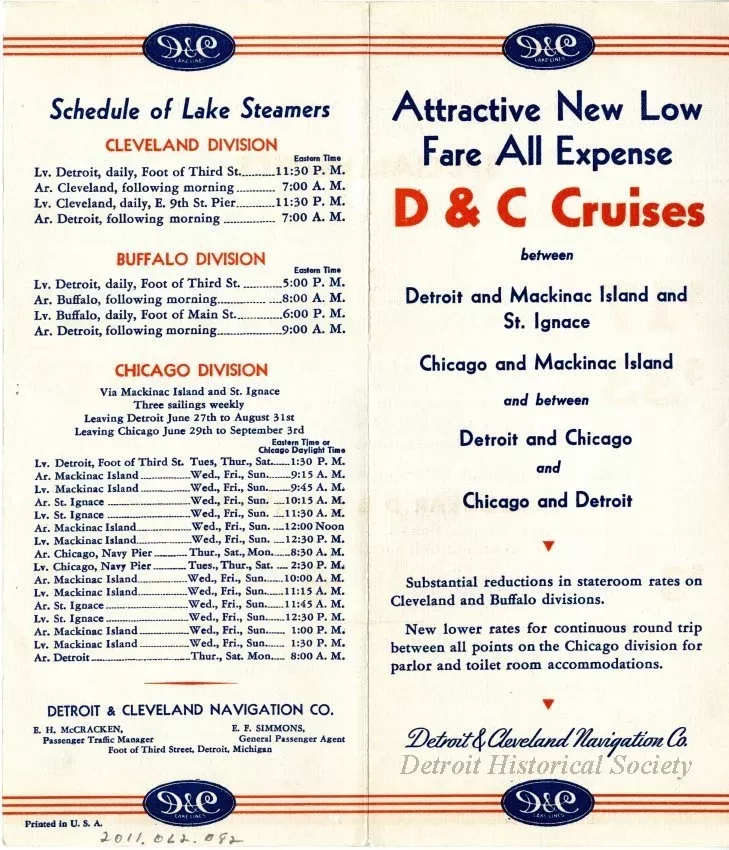 D&C
LAKE LINES
Schedule of Lake Steamers
CLEVELAND DIVISION
Eastern Time
Lv. Detroit, daily, Foot of Third St. 11:30 P. M.
Ar. Cleveland, following morning 7:00 A. M.
Lv. Cleveland, daily, E. 9th St. Pier 11:30 P. M.
Ar. Detroit, following morning 7:00 A. M.
BUFFALO DIVISION
Eastern Time
Lv. Detroit, daily, Foot of Third St. 5:00 P. M.
Ar. Buffalo, following morning 8:00 A. M.
Lv. Buffalo, daily, Foot of Main St. 6:00 P. M.
Ar. Detroit, following morning 9:00 A. M.
CHICAGO DIVISION
Via Mackinac Island and St. Ignace
Three sailings weekly
Leaving Detroit June 27th to August 31st
Leaving Chicago June 29th to September 3rd
Eastern Time or
Chicago Daylight Time
Lv. Detroit, Foot of Third St. Tues, Thur., Sat. 1:30 P. M.
Ar. Mackinac Island Wed., Fri., Sun. 9:15 A. M.
Lv. Mackinac Island Wed., Fri., Sun. 9:45 A. M.
Ar. St. Ignace Wed., Fri., Sun. 10:15 A. M.
Lv. St. Ignace Wed., Fri., Sun. 11:30 A. M.
Ar. Mackinac Island Wed., Fri., Sun. 12:00 Noon
Lv. Mackinac Island Wed., Fri., Sun. 12:30 P. M.
Ar. Chicago, Navy Pier Thur., Sat., Mon. 8:30 A. M.
Lv. Chicago, Navy Pier Tues., Thur., Sat. 2:30 P. M.
Ar. Mackinac Island Wed., Fri., Sun. 10:00 A. M.
Lv. Mackinac Island Wed., Fri., Sun. 11:15 A. M.
Ar. St. Ignace Wed., Fri., Sun. 11:45 A. M.
Lv. St. Ignace Wed., Fri., Sun. 12:30 P. M.
Ar. Mackinac Island Wed., Fri., Sun. 1:00 P. M.
Lv. Mackinac Island Wed., Fri., Sun. 1:30 P. M.
Ar. Detroit Thur., Sat. Mon. 8:00 A. M.
DETROIT & CLEVELAND NAVIGATION CO.
E. H. McCRACKEN, E. F. SIMMONS,
Passenger Traffic Manager General Passenger Agent
Foot of Third Street, Detroit, Michigan
D&C
LAKE LINES
Printed in U. S. A.
2011.062.082
D&C
LAKE LINES
Attractive New Low
Fare All Expense
D & C Cruises
between
Detroit and Mackinac Island and
St. Ignace
Chicago and Mackinac Island
and between
Detroit and Chicago
and
Chicago and Detroit
Substantial reductions in stateroom rates on
Cleveland and Buffalo divisions.
New lower rates for continuous round trip
between all points on the Chicago division for
parlor and toilet room accommodations.
Detroit & Cleveland Navigation Co.
Detroit Historical Society
D&C
LAKE LINES